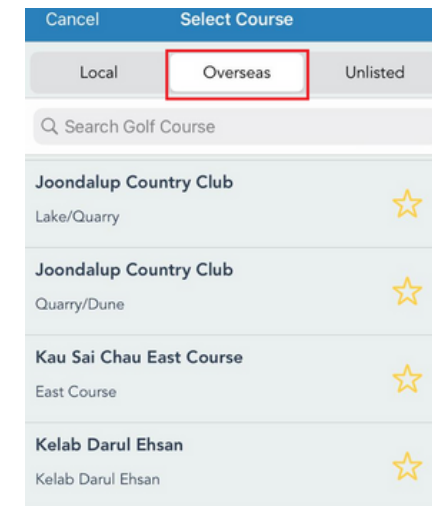 Cancel Select Course
Local Overseas Unlisted
Search Golf Course
Joondalup Country Club
Lake/Quarry
Joondalup Country Club
Quarry/Dune
Kau Sai Chau East Course
East Course
Kelab Darul Ehsan
Kelab Darul Ehsan